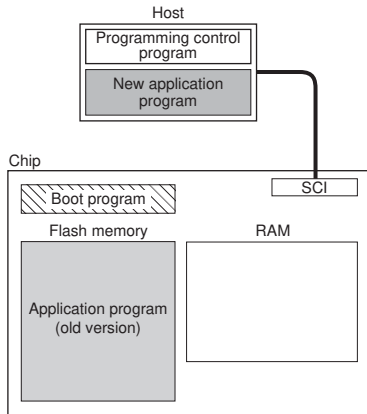 Host
Programming control
program
New application
program
Chip
SCI
Boot program
Flash memory
RAM
Application program
(old version)